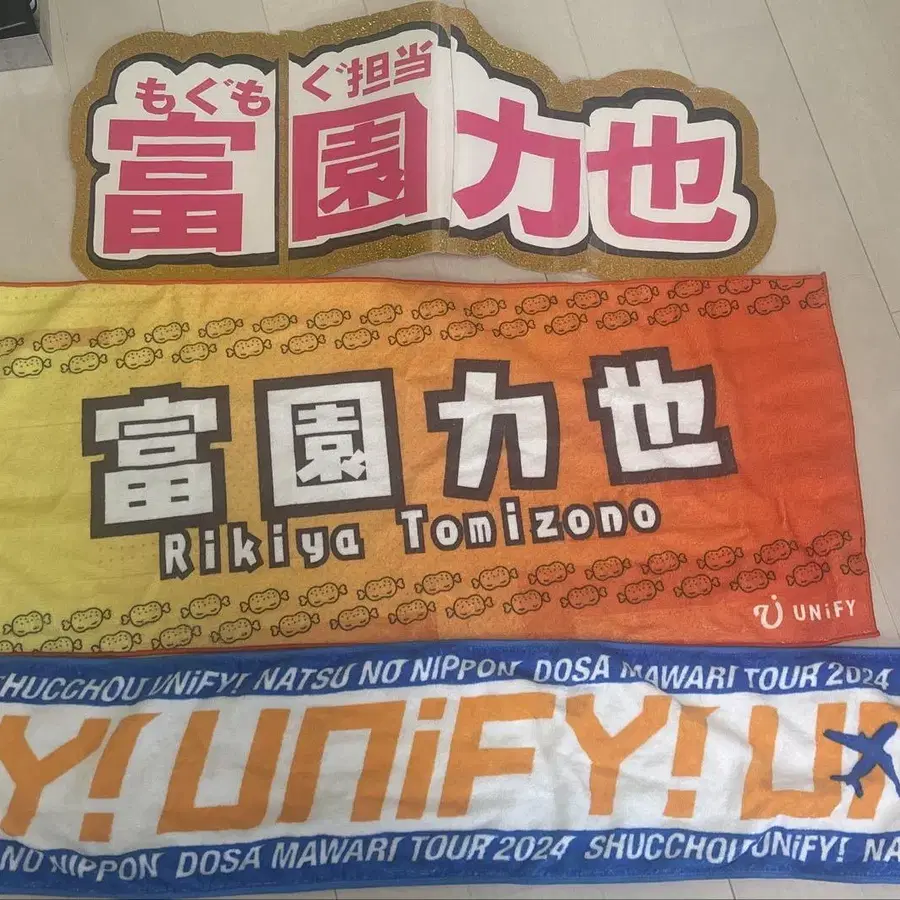 もぐもぐ担当
富園力也
富園力也
Rikiya Tomizono
UNiFY
SHUCCHOU UNiFY! NATSU NO NIPPON DOSA MAWARI TOUR 2024
Y! UNiFY! UN
NO NIPPON DOSA MAWARI TOUR 2024 SHUCCHOU UNiFY! NA